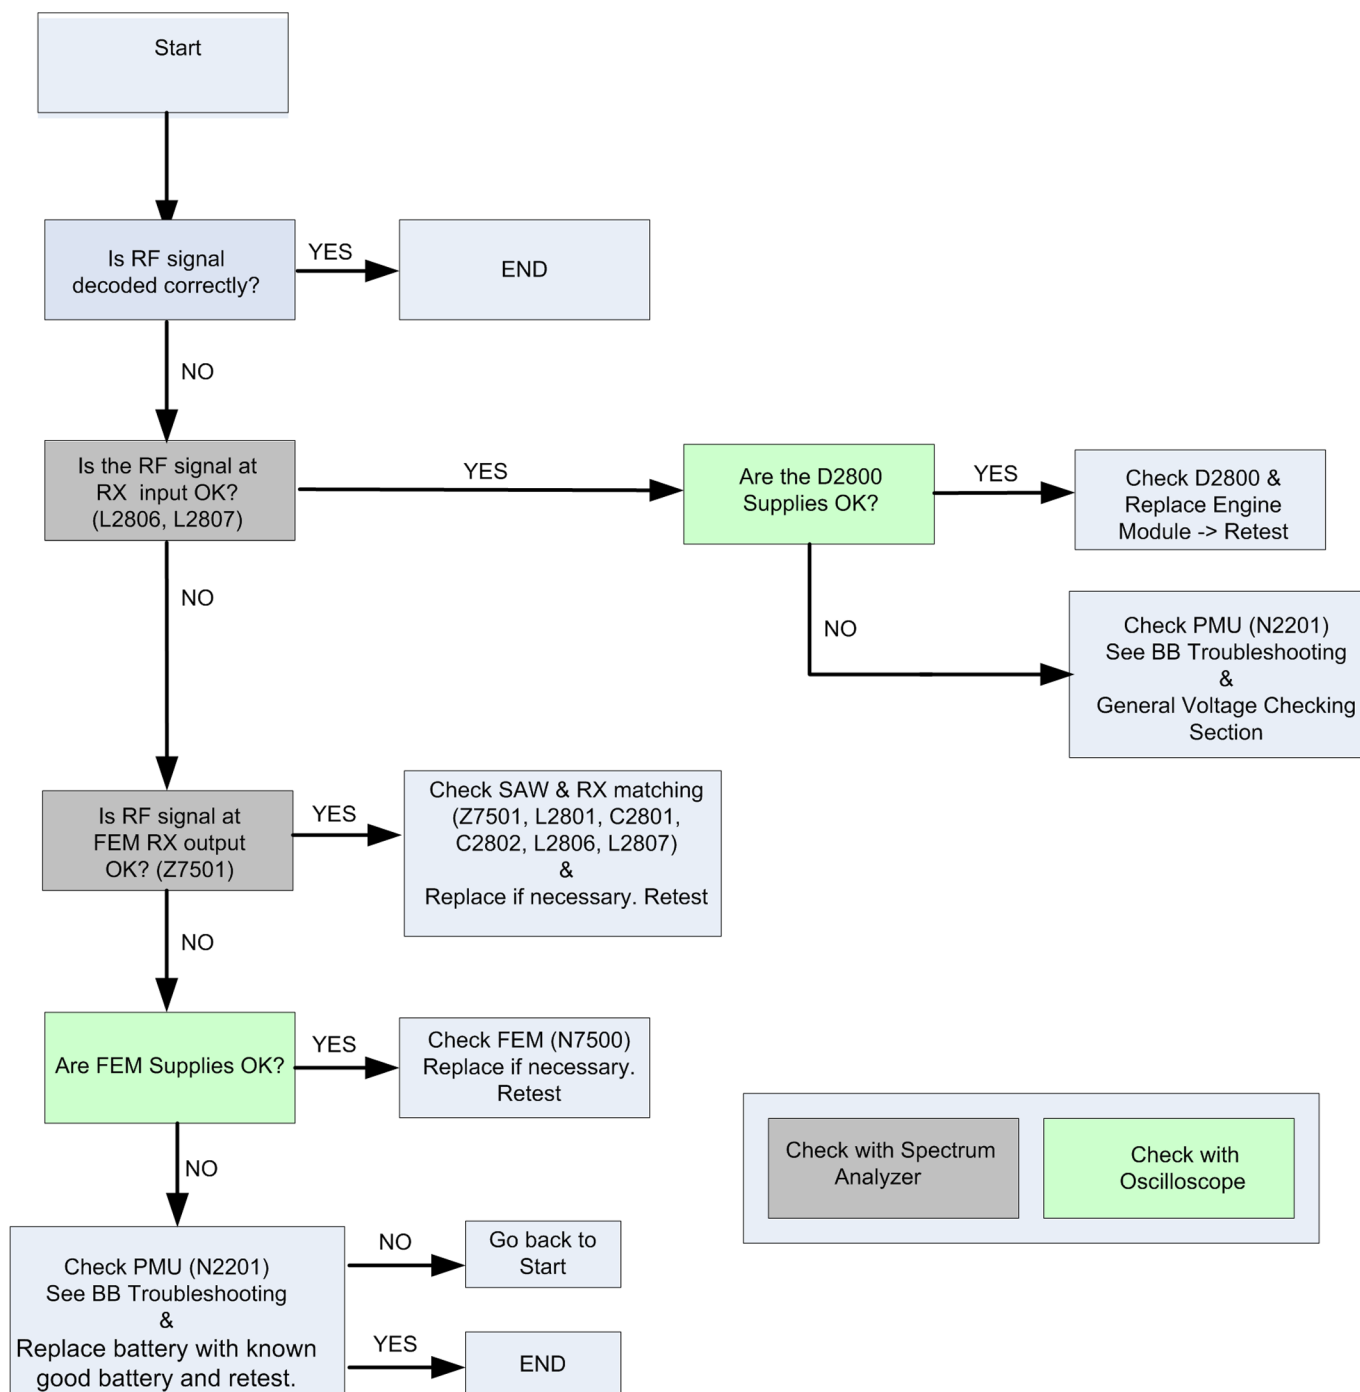 Start
Is RF signal
decoded correctly?
YES
END
NO
Is the RF signal at
RX input OK?
(L2806, L2807)
YES
Are the D2800
Supplies OK?
YES
Check D2800 &
Replace Engine
Module -> Retest
NO
NO
Check PMU (N2201)
See BB Troubleshooting
&
General Voltage Checking
Section
Is RF signal at
FEM RX output
OK? (Z7501)
YES
Check SAW & RX matching
(Z7501, L2801, C2801,
C2802, L2806, L2807)
&
Replace if necessary. Retest
NO
Are FEM Supplies OK?
YES
Check FEM (N7500)
Replace if necessary.
Retest
NO
Check with Spectrum
Analyzer
Check with
Oscilloscope
Check PMU (N2201)
See BB Troubleshooting
&
Replace battery with known
good battery and retest.
NO
Go back to
Start
YES
END